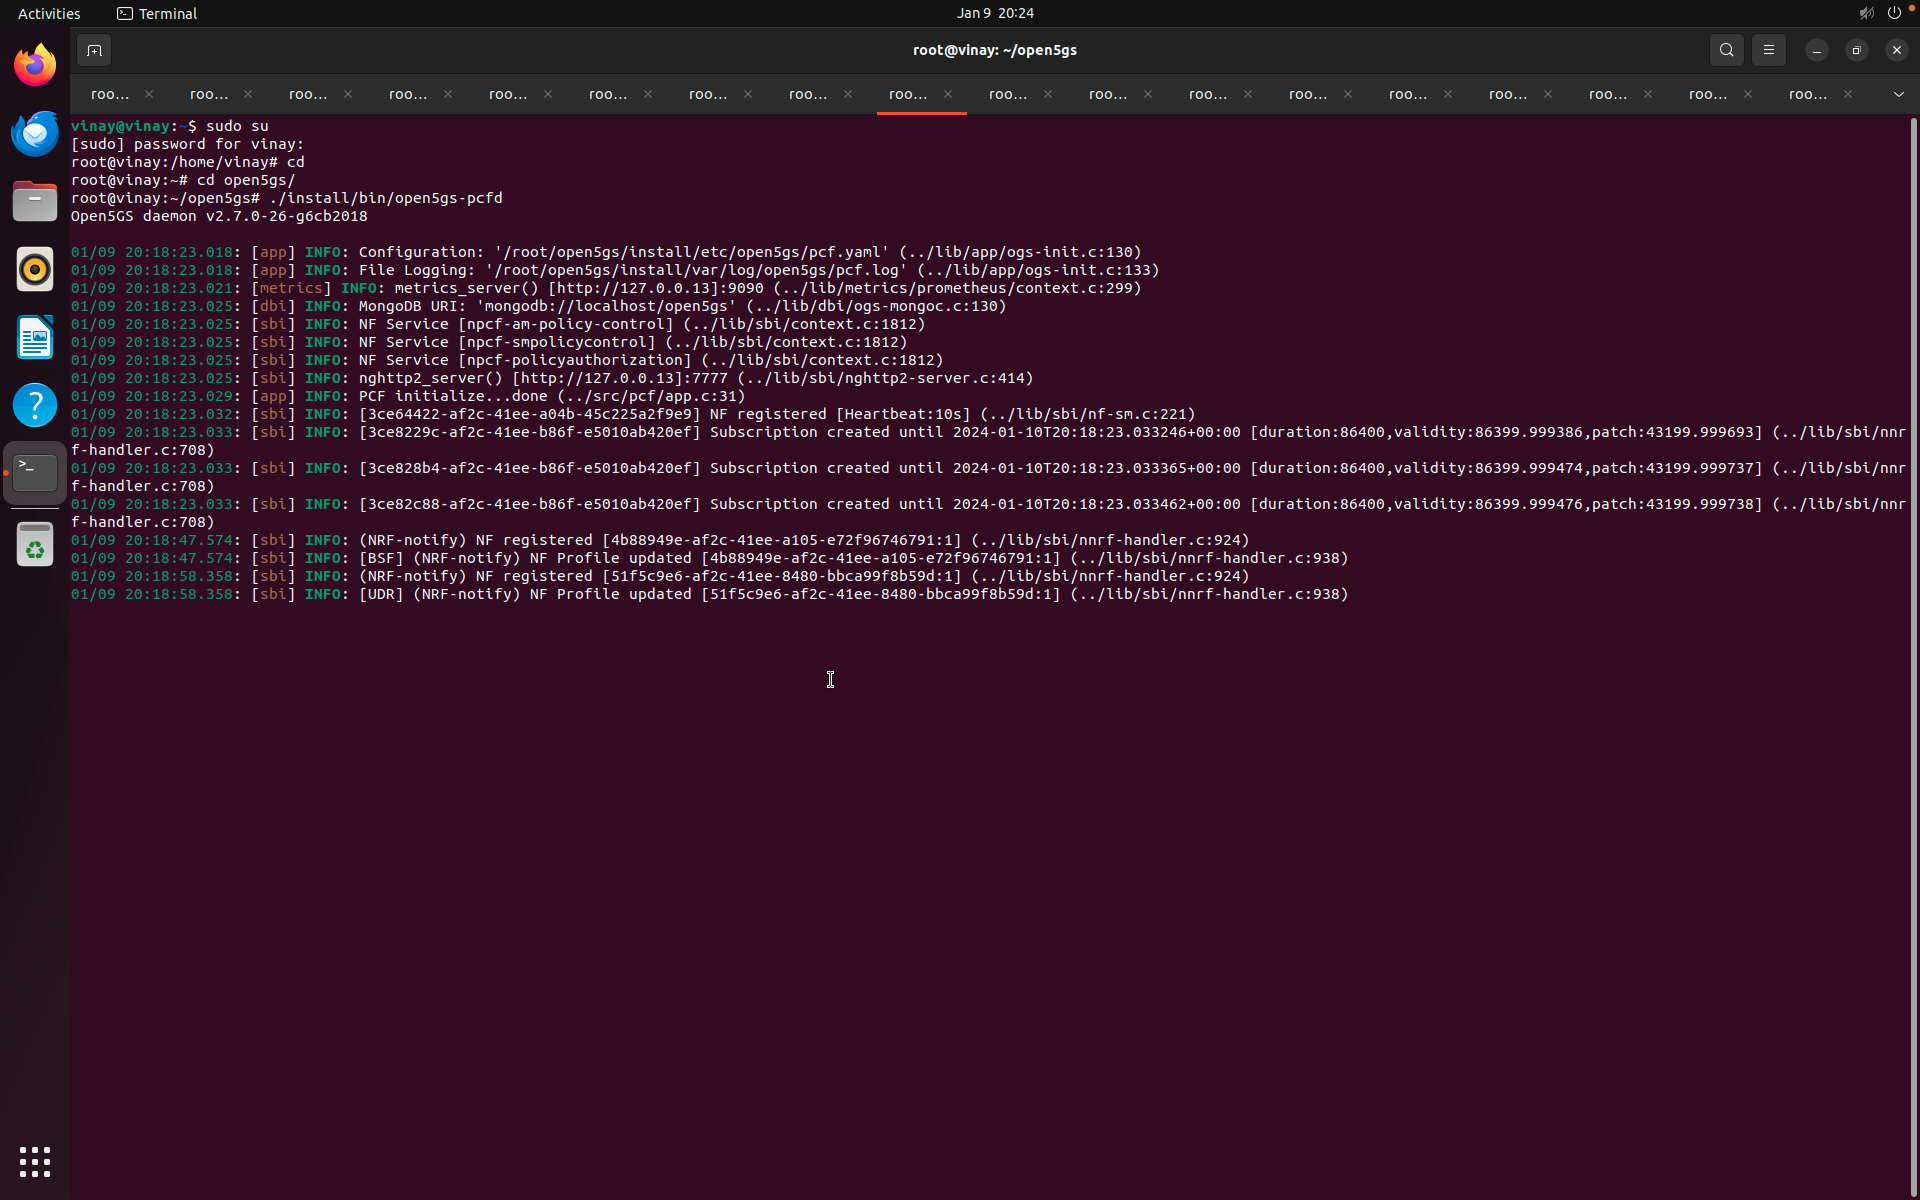 Activities Terminal Jan 9 20:24
root@vinay: ~/open5gs
roo... roo... roo... roo... roo... roo... roo... roo... roo... roo... roo... roo... roo... roo... roo... roo... roo... roo...
vinay@vinay:~$ sudo su
[sudo] password for vinay:
root@vinay:/home/vinay# cd
root@vinay:~# cd open5gs/
root@vinay:~/open5gs# ./install/bin/open5gs-pcfd
Open5GS daemon v2.7.0-26-g6cb2018
01/09 20:18:23.018: [app] INFO: Configuration: '/root/open5gs/install/etc/open5gs/pcf.yaml' (../lib/app/ogs-init.c:130)
01/09 20:18:23.018: [app] INFO: File Logging: '/root/open5gs/install/var/log/open5gs/pcf.log' (../lib/app/ogs-init.c:133)
01/09 20:18:23.021: [metrics] INFO: metrics_server() [http://127.0.0.13]:9090 (../lib/metrics/prometheus/context.c:299)
01/09 20:18:23.025: [dbi] INFO: MongoDB URI: 'mongodb://localhost/open5gs' (../lib/dbi/ogs-mongoc.c:130)
01/09 20:18:23.025: [sbi] INFO: NF Service [npcf-am-policy-control] (../lib/sbi/context.c:1812)
01/09 20:18:23.025: [sbi] INFO: NF Service [npcf-smpolicycontrol] (../lib/sbi/context.c:1812)
01/09 20:18:23.025: [sbi] INFO: NF Service [npcf-policyauthorization] (../lib/sbi/context.c:1812)
01/09 20:18:23.025: [sbi] INFO: nghttp2_server() [http://127.0.0.13]:7777 (../lib/sbi/nghttp2-server.c:414)
01/09 20:18:23.029: [app] INFO: PCF initialize...done (../src/pcf/app.c:31)
01/09 20:18:23.032: [sbi] INFO: [3ce64422-af2c-41ee-a04b-45c225a2f9e9] NF registered [Heartbeat:10s] (../lib/sbi/nf-sm.c:221)
01/09 20:18:23.033: [sbi] INFO: [3ce8229c-af2c-41ee-b86f-e5010ab420ef] Subscription created until 2024-01-10T20:18:23.033246+00:00 [duration:86400,validity:86399.999386,patch:43199.999693] (../lib/sbi/nnr
f-handler.c:708)
01/09 20:18:23.033: [sbi] INFO: [3ce828b4-af2c-41ee-b86f-e5010ab420ef] Subscription created until 2024-01-10T20:18:23.033365+00:00 [duration:86400,validity:86399.999474,patch:43199.999737] (../lib/sbi/nnr
f-handler.c:708)
01/09 20:18:23.033: [sbi] INFO: [3ce82c88-af2c-41ee-b86f-e5010ab420ef] Subscription created until 2024-01-10T20:18:23.033462+00:00 [duration:86400,validity:86399.999476,patch:43199.999738] (../lib/sbi/nnr
f-handler.c:708)
01/09 20:18:47.574: [sbi] INFO: (NRF-notify) NF registered [4b88949e-af2c-41ee-a105-e72f96746791:1] (../lib/sbi/nnrf-handler.c:924)
01/09 20:18:47.574: [sbi] INFO: [BSF] (NRF-notify) NF Profile updated [4b88949e-af2c-41ee-a105-e72f96746791:1] (../lib/sbi/nnrf-handler.c:938)
01/09 20:18:58.358: [sbi] INFO: (NRF-notify) NF registered [51f5c9e6-af2c-41ee-8480-bbca99f8b59d:1] (../lib/sbi/nnrf-handler.c:924)
01/09 20:18:58.358: [sbi] INFO: [UDR] (NRF-notify) NF Profile updated [51f5c9e6-af2c-41ee-8480-bbca99f8b59d:1] (../lib/sbi/nnrf-handler.c:938)